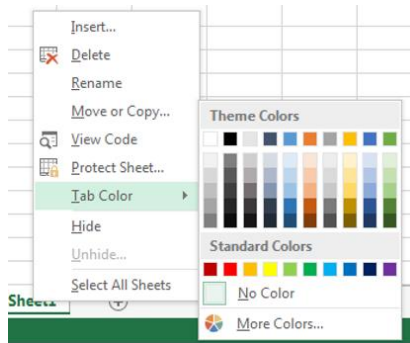 Insert...
Delete
Rename
Move or Copy...
View Code
Protect Sheet...
Tab Color
Hide
Unhide...
Select All Sheets
Theme Colors
Standard Colors
No Color
More Colors...
Sheet1